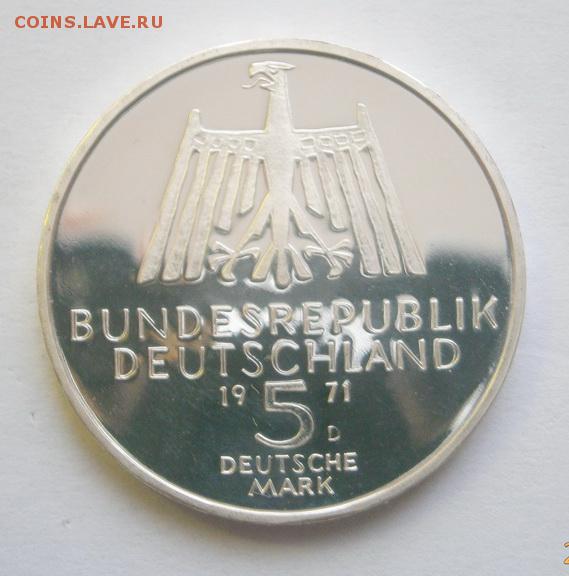 COINS.LAVE.RU
BUNDESREPUBLIK
DEUTSCHLAND
19 71
5
D
DEUTSCHE
MARK